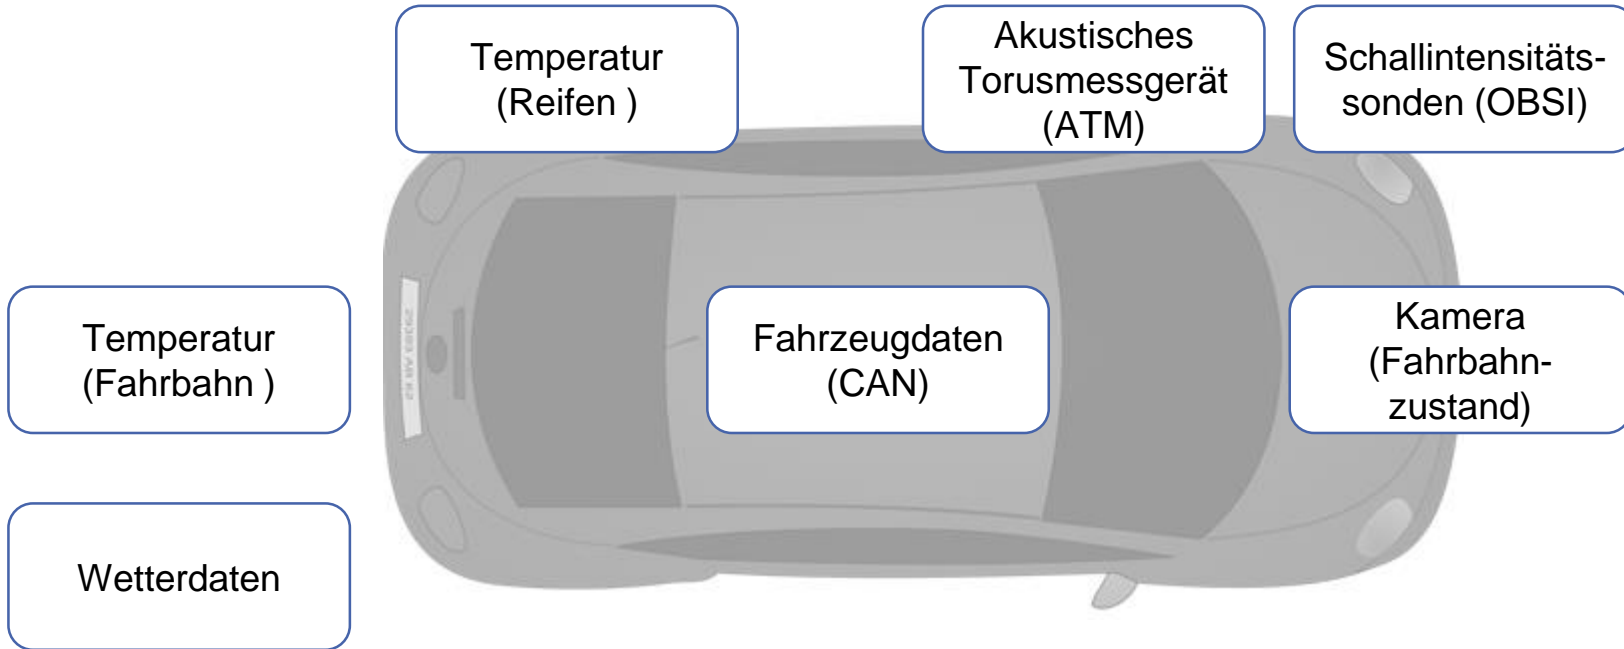 Temperatur
(Reifen )
Akustisches
Torusmessgerät
(ATM)
Schallintensitäts-
sonden (OBSI)
Temperatur
(Fahrbahn )
Fahrzeugdaten
(CAN)
Kamera
(Fahrbahn-
zustand)
Wetterdaten